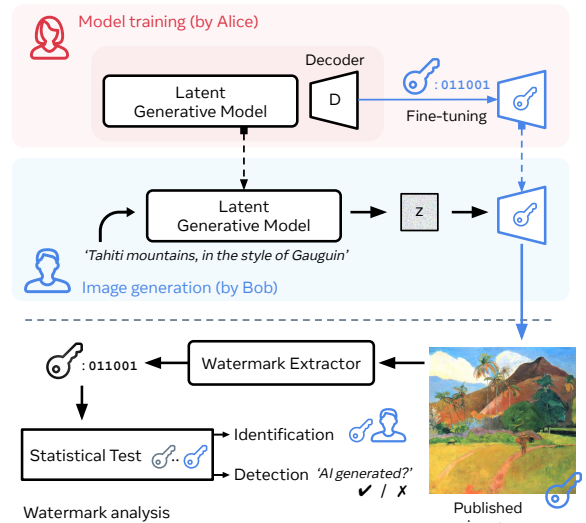 Model training (by Alice)
Decoder
Latent
Generative Model
D
: 011001
Fine-tuning
Latent
Generative Model
z
'Tahiti mountains, in the style of Gauguin'
Image generation (by Bob)
: 011001
Watermark Extractor
Statistical Test
..
Identification
Detection
'AI generated?'
✔ / ✗
Watermark analysis
Published